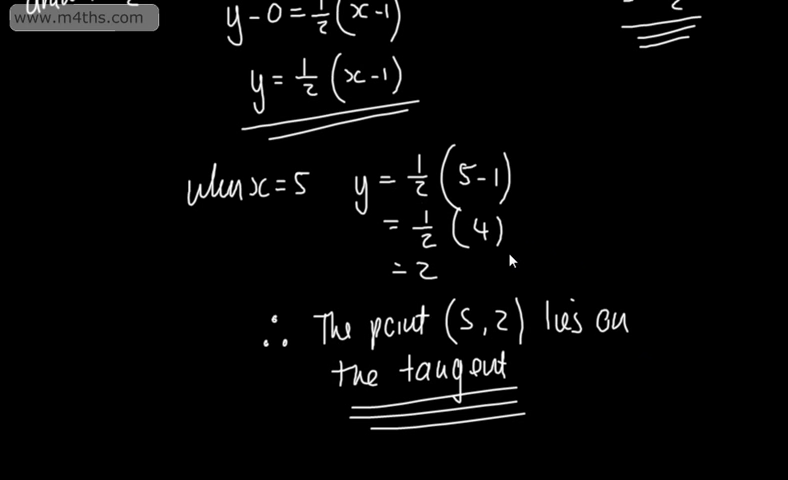 www.m4ths.com
y - 0 = 1/2 (x - 1)
y = 1/2 (x - 1)
when x = 5 y = 1/2 (5 - 1)
= 1/2 (4)
= 2
∴ The point (5, 2) lies on
the tangent